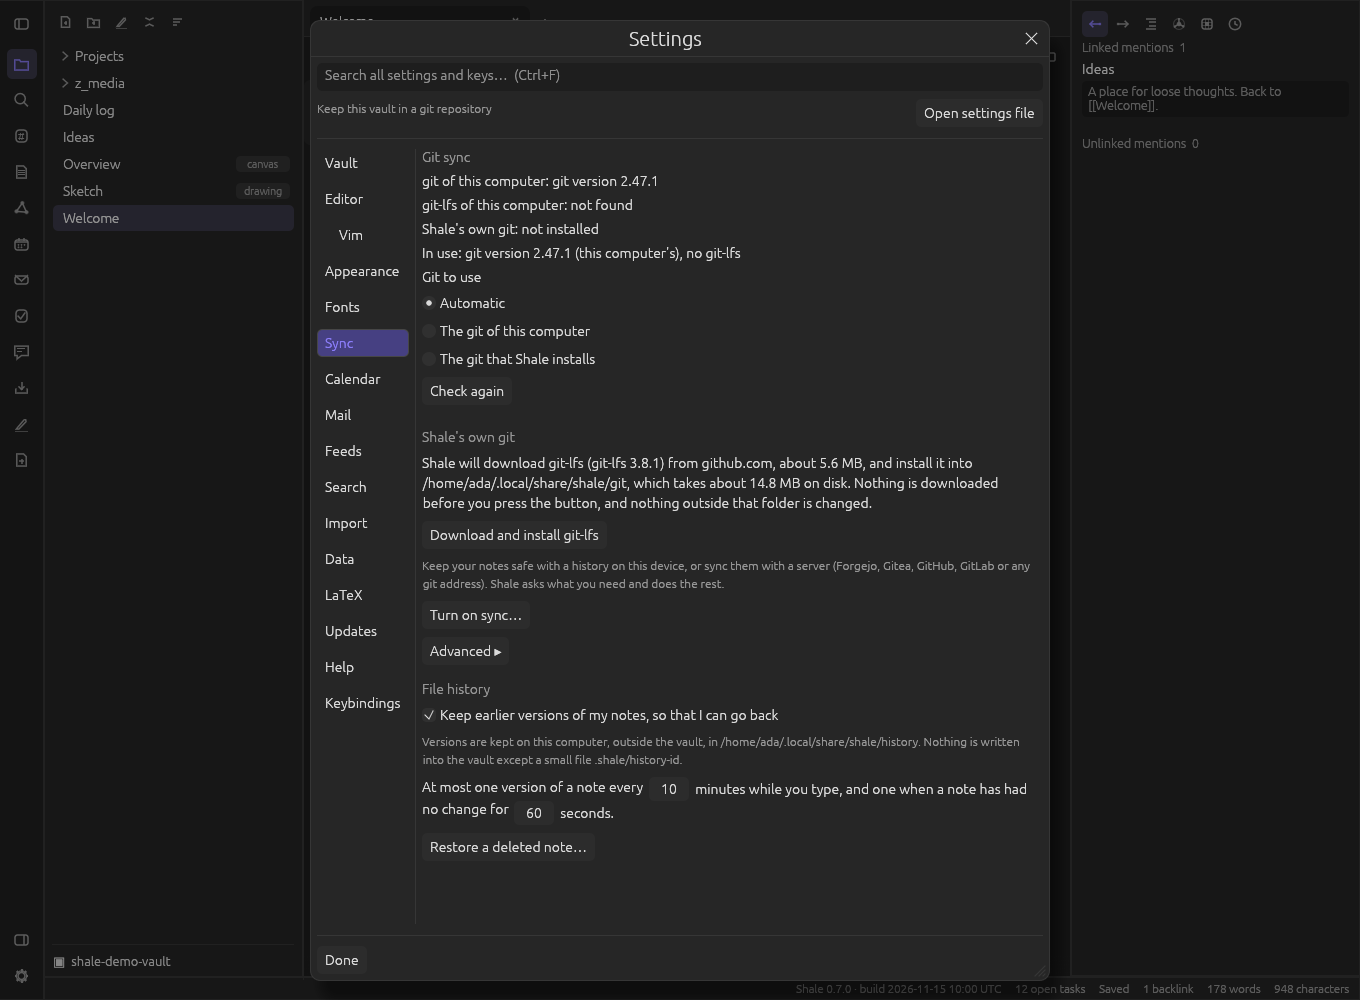 Projects
z_media
Daily log
Ideas
Overview canvas
Sketch drawing
Welcome
shale-demo-vault
Welcome
Settings
Search all settings and keys… (Ctrl+F)
Keep this vault in a git repository
Open settings file
Vault
Editor
Vim
Appearance
Fonts
Sync
Calendar
Mail
Feeds
Search
Import
Data
LaTeX
Updates
Help
Keybindings
Git sync
git of this computer: git version 2.47.1
git-lfs of this computer: not found
Shale's own git: not installed
In use: git version 2.47.1 (this computer's), no git-lfs
Git to use
Automatic
The git of this computer
The git that Shale installs
Check again
Shale's own git
Shale will download git-lfs (git-lfs 3.8.1) from github.com, about 5.6 MB, and install it into
/home/ada/.local/share/shale/git, which takes about 14.8 MB on disk. Nothing is downloaded
before you press the button, and nothing outside that folder is changed.
Download and install git-lfs
Keep your notes safe with a history on this device, or sync them with a server (Forgejo, Gitea, GitHub, GitLab or any
git address). Shale asks what you need and does the rest.
Turn on sync…
Advanced ▸
File history
Keep earlier versions of my notes, so that I can go back
Versions are kept on this computer, outside the vault, in /home/ada/.local/share/shale/history. Nothing is written
into the vault except a small file .shale/history-id.
At most one version of a note every 10 minutes while you type, and one when a note has had
no change for 60 seconds.
Restore a deleted note…
Done
Linked mentions 1
Ideas
A place for loose thoughts. Back to
[[Welcome]].
Unlinked mentions 0
Shale 0.7.0 · build 2026-11-15 10:00 UTC 12 open tasks Saved 1 backlink 178 words 948 characters